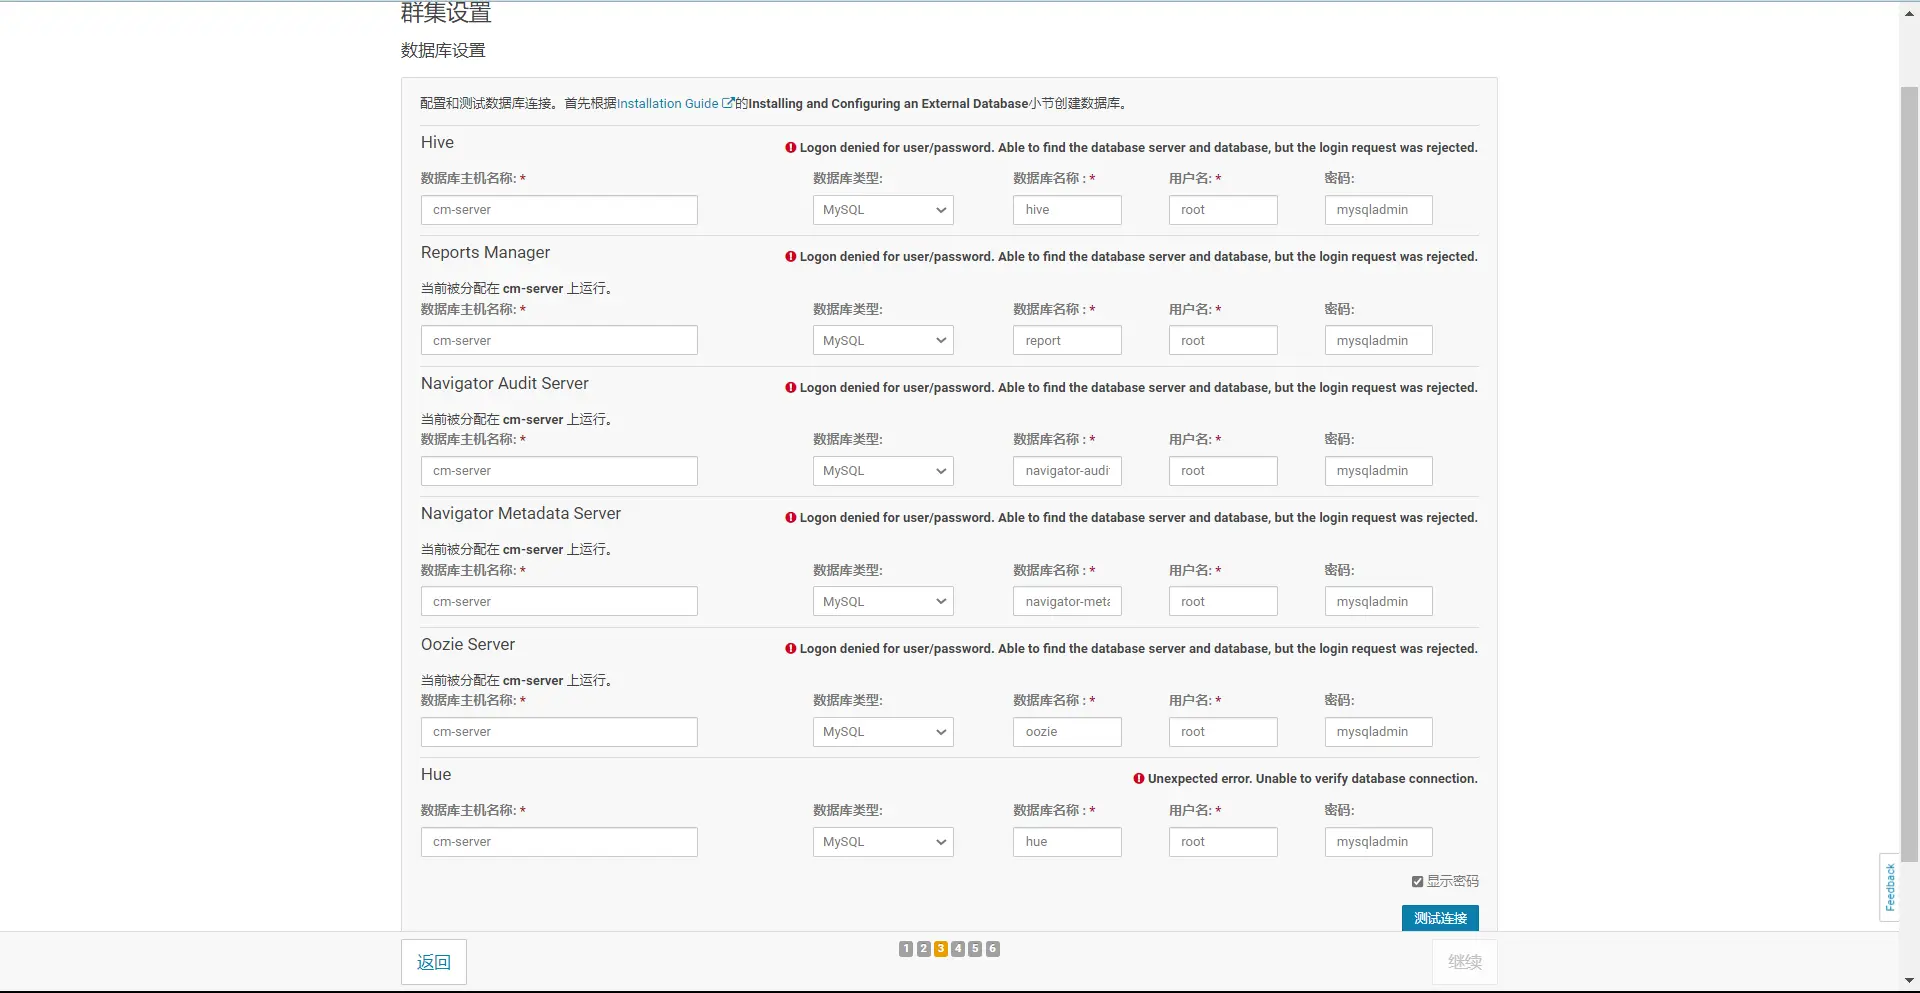 群集设置
数据库设置
配置和测试数据库连接。首先根据Installation Guide 的Installing and Configuring an External Database小节创建数据库。
Hive
Logon denied for user/password. Able to find the database server and database, but the login request was rejected.
数据库主机名称: * 数据库类型: 数据库名称 : * 用户名: * 密码:
cm-server MySQL hive root mysqladmin
Reports Manager
Logon denied for user/password. Able to find the database server and database, but the login request was rejected.
当前被分配在 cm-server 上运行。
数据库主机名称: * 数据库类型: 数据库名称 : * 用户名: * 密码:
cm-server MySQL report root mysqladmin
Navigator Audit Server
Logon denied for user/password. Able to find the database server and database, but the login request was rejected.
当前被分配在 cm-server 上运行。
数据库主机名称: * 数据库类型: 数据库名称 : * 用户名: * 密码:
cm-server MySQL navigator-audi root mysqladmin
Navigator Metadata Server
Logon denied for user/password. Able to find the database server and database, but the login request was rejected.
当前被分配在 cm-server 上运行。
数据库主机名称: * 数据库类型: 数据库名称 : * 用户名: * 密码:
cm-server MySQL navigator-meta root mysqladmin
Oozie Server
Logon denied for user/password. Able to find the database server and database, but the login request was rejected.
当前被分配在 cm-server 上运行。
数据库主机名称: * 数据库类型: 数据库名称 : * 用户名: * 密码:
cm-server MySQL oozie root mysqladmin
Hue
Unexpected error. Unable to verify database connection.
数据库主机名称: * 数据库类型: 数据库名称 : * 用户名: * 密码:
cm-server MySQL hue root mysqladmin
显示密码
Feedback
测试连接
返回 1 2 3 4 5 6 继续